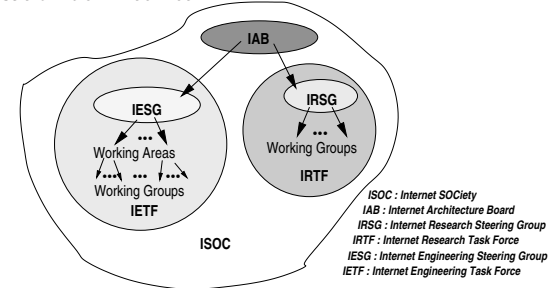 IAB
IESG
IRSG
...
...
Working Areas
Working Groups
... ... ...
Working Groups
IRTF
IETF
ISOC
ISOC : Internet SOCiety
IAB : Internet Architecture Board
IRSG : Internet Research Steering Group
IRTF : Internet Research Task Force
IESG : Internet Engineering Steering Group
IETF : Internet Engineering Task Force